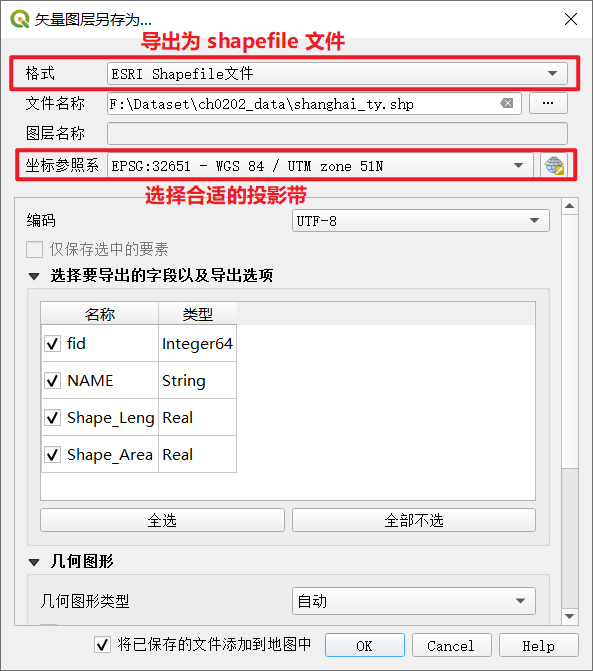 矢量图层另存为...
导出为 shapefile 文件
格式 ESRI Shapefile文件
文件名称 F:\Dataset\ch0202_data\shanghai_ty.shp ...
图层名称
坐标参照系 EPSG:32651 - WGS 84 / UTM zone 51N
选择合适的投影带
编码 UTF-8
仅保存选中的要素
选择要导出的字段以及导出选项
名称 类型
fid Integer64
NAME String
Shape_Leng Real
Shape_Area Real
全选 全部不选
几何图形
几何图形类型 自动
将已保存的文件添加到地图中 OK Cancel Help